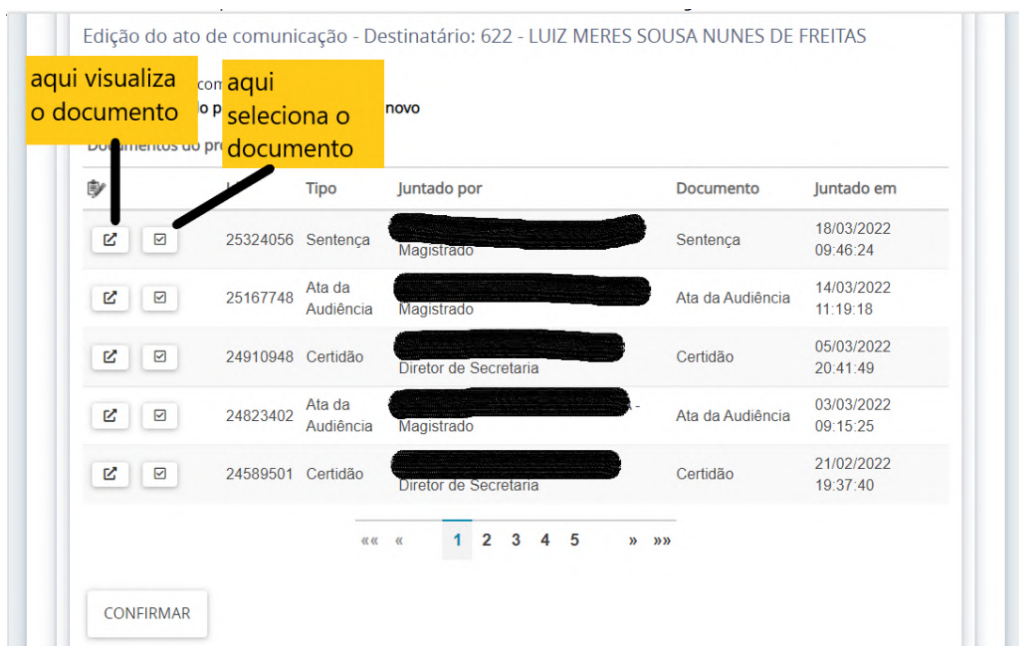 Edição do ato de comunicação - Destinatário: 622 - LUIZ MERES SOUSA NUNES DE FREITAS
aqui visualiza
o documento
aqui
seleciona o
documento
novo
Tipo Juntado por Documento Juntado em
25324056 Sentença Magistrado Sentença 18/03/2022 09:46:24
25167748 Ata da Audiência Magistrado Ata da Audiência 14/03/2022 11:19:18
24910948 Certidão Diretor de Secretaria Certidão 05/03/2022 20:41:49
24823402 Ata da Audiência Magistrado Ata da Audiência 03/03/2022 09:15:25
24589501 Certidão Diretor de Secretaria Certidão 21/02/2022 19:37:40
«« « 1 2 3 4 5 » »»
CONFIRMAR